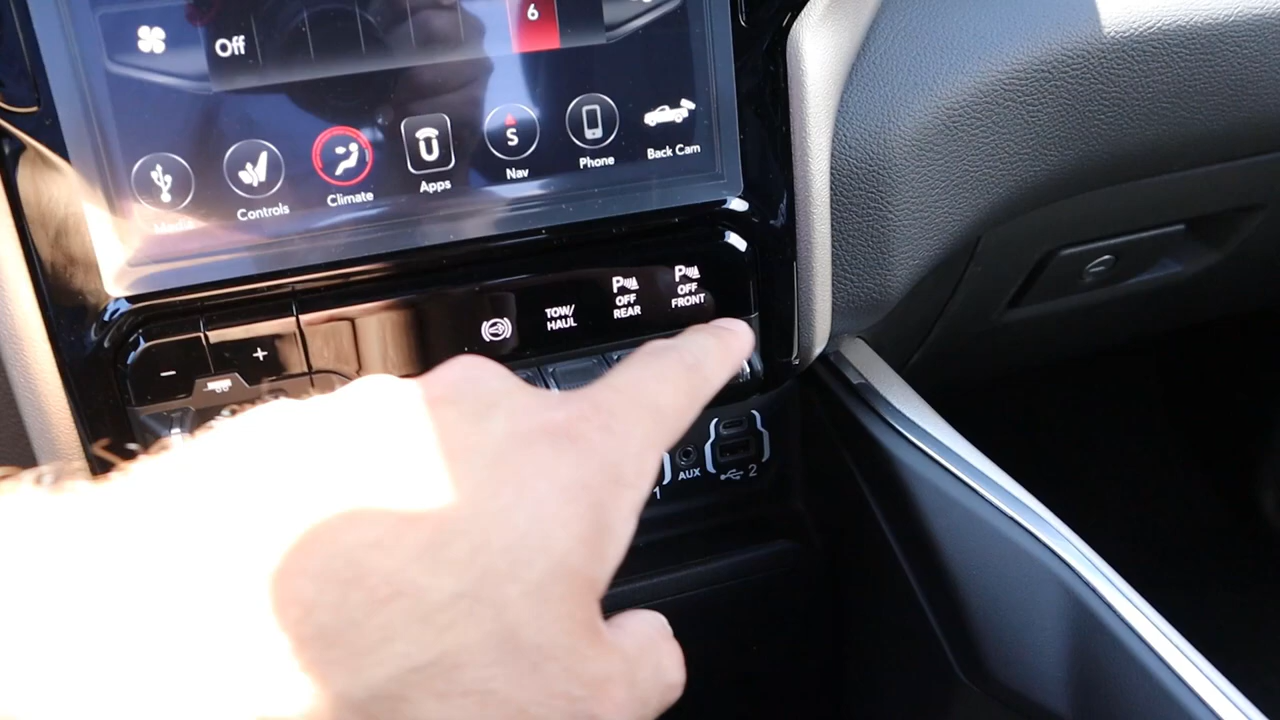 6
Off
S
Controls
Climate
Apps
Nav
Phone
Back Cam
Media
- +
TOW/
HAUL
P
OFF
REAR
P
OFF
FRONT
1
AUX
2